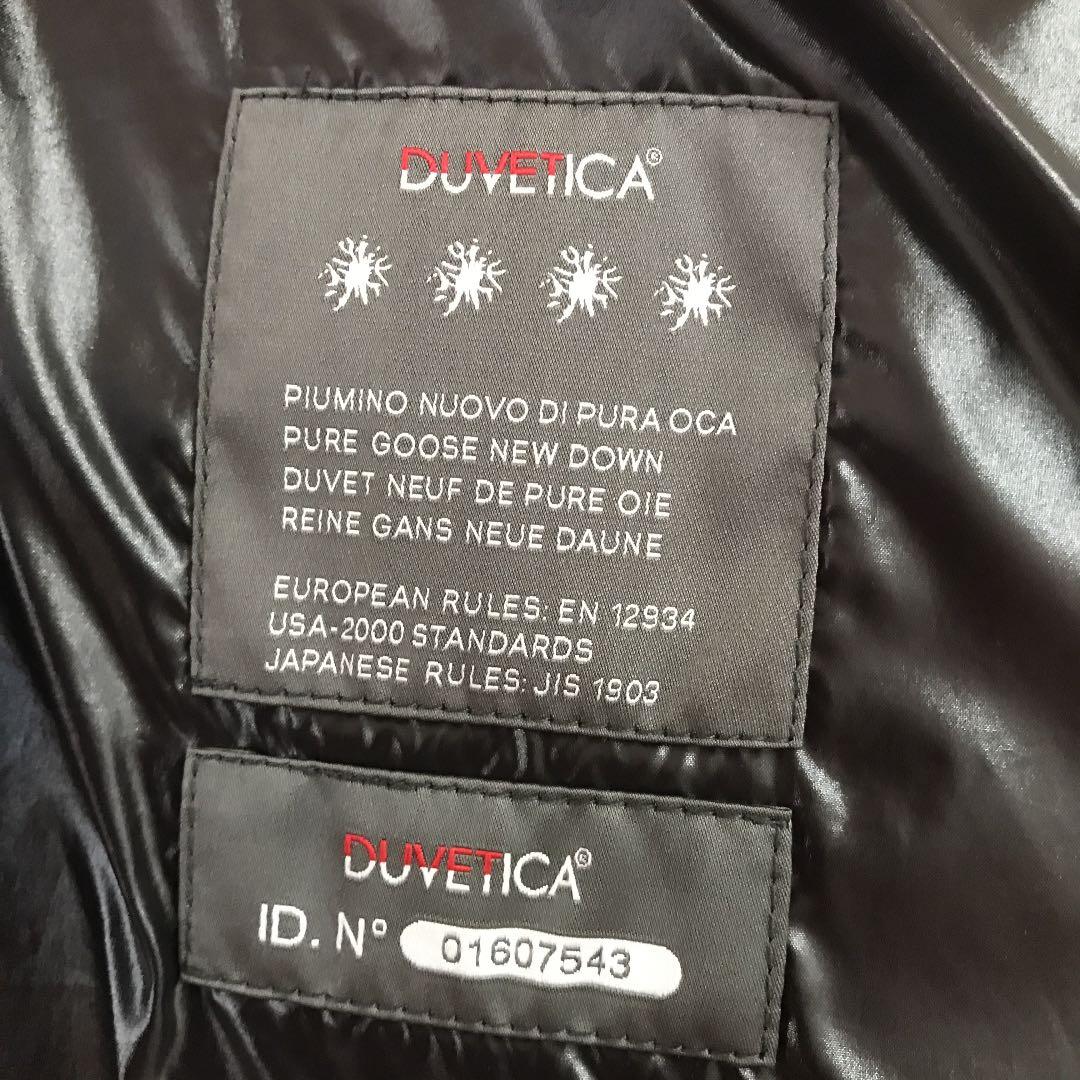 DUVETICA®
PIUMINO NUOVO DI PURA OCA
PURE GOOSE NEW DOWN
DUVET NEUF DE PURE OIE
REINE GANS NEUE DAUNE
EUROPEAN RULES: EN 12934
USA-2000 STANDARDS
JAPANESE RULES: JIS 1903
DUVETICA®
ID. Nº 01607543